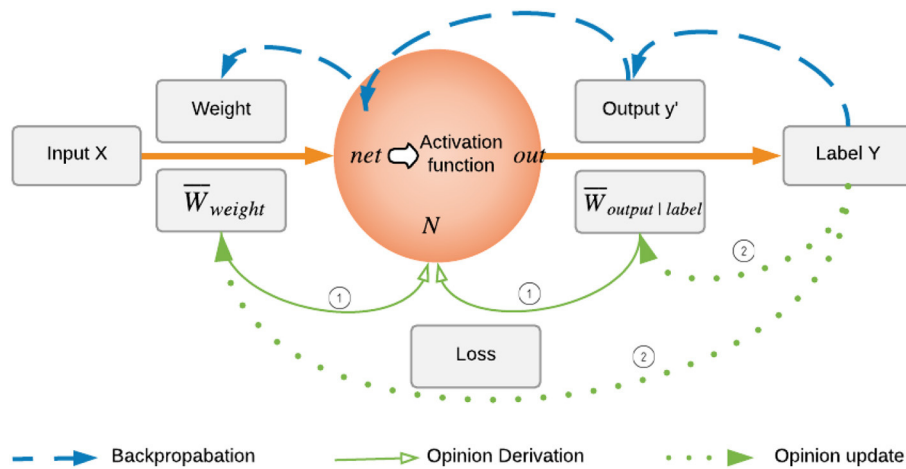 Weight
Output y'
Input X
net
Activation function
out
Label Y
W̅ weight
W̅ output | label
N
2
1
1
Loss
2
Backpropabation
Opinion Derivation
Opinion update